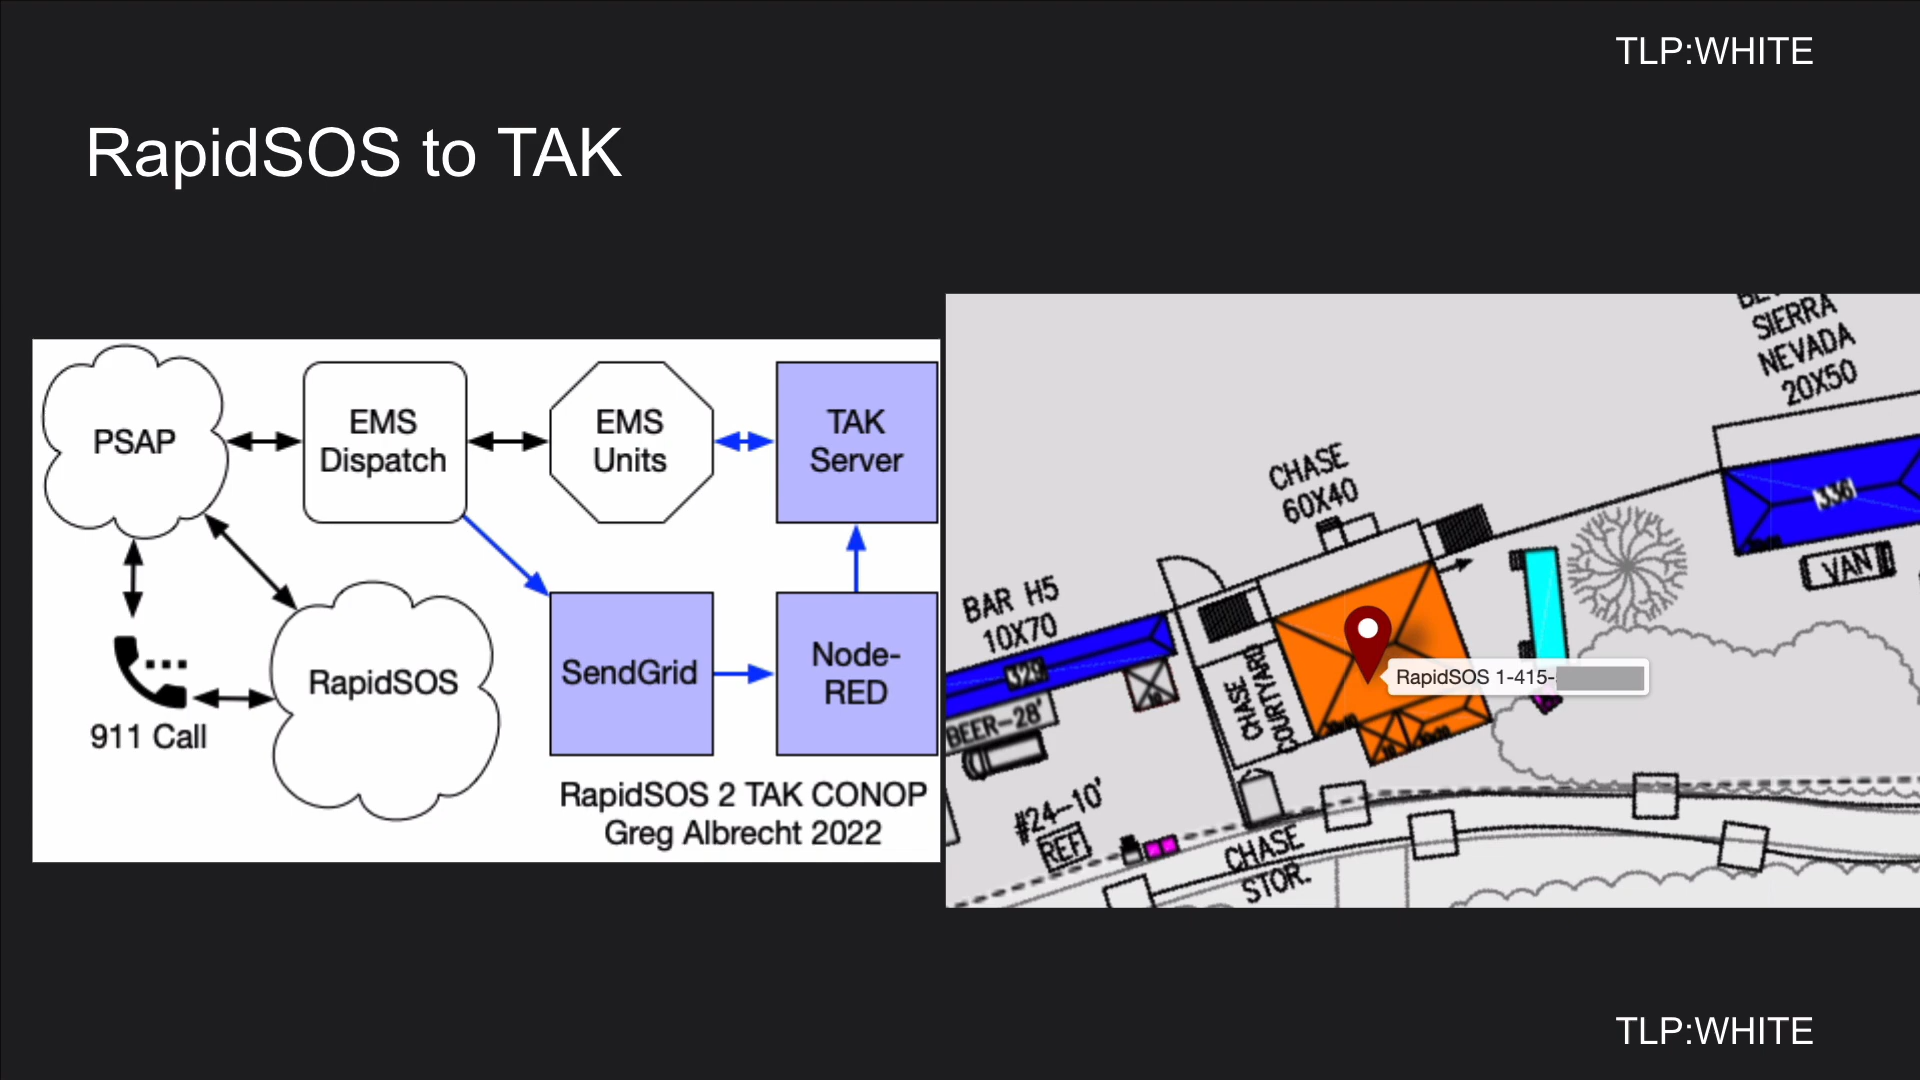 TLP:WHITE
RapidSOS to TAK
PSAP
EMS
Dispatch
EMS
Units
TAK
Server
911 Call
RapidSOS
SendGrid
Node-
RED
RapidSOS 2 TAK CONOP
Greg Albrecht 2022
SIERRA
NEVADA
20X50
336
VAN
CHASE
60X40
BAR H5
10X70
329
BEER-28'
CHASE
COURTYARD
RapidSOS 1-415-
#24-10'
REF.
CHASE
STOR.
TLP:WHITE